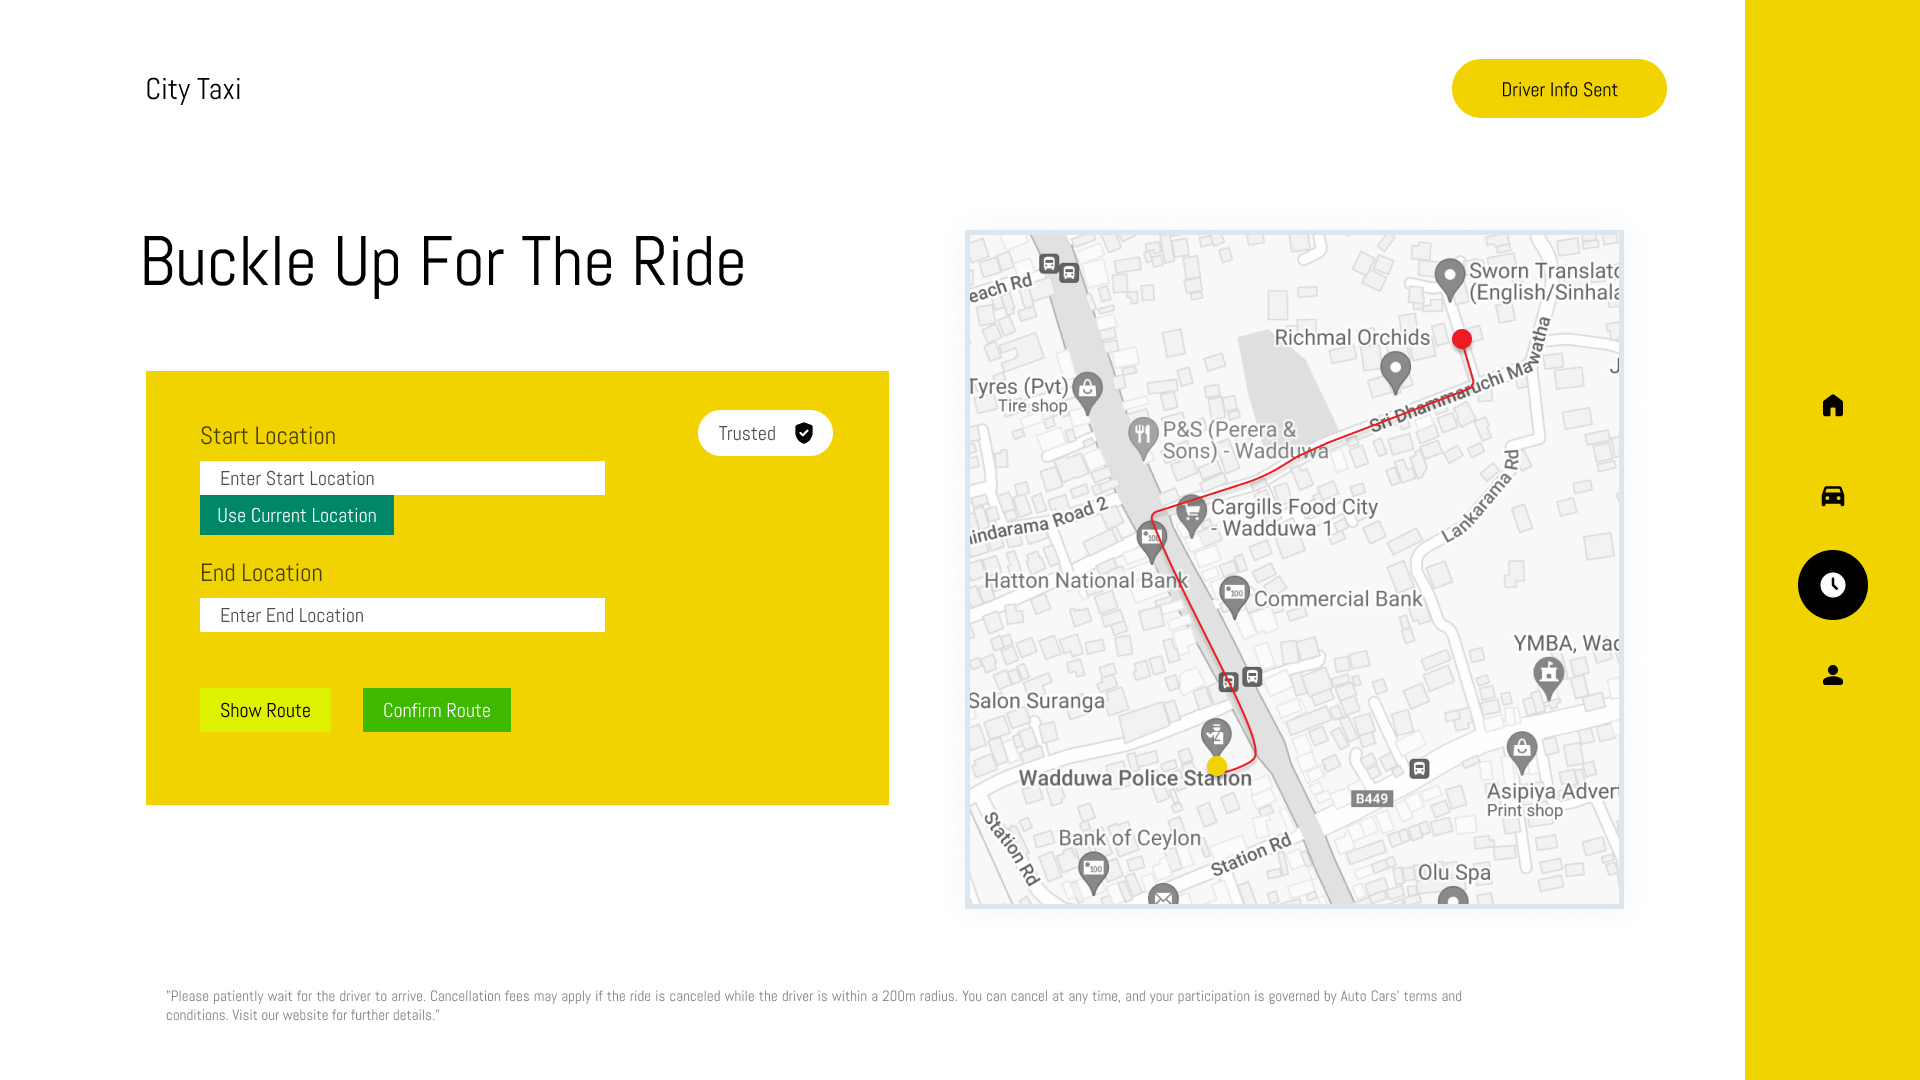 City Taxi
Driver Info Sent
Buckle Up For The Ride
Start Location
Trusted
Enter Start Location
Use Current Location
End Location
Enter End Location
Show Route
Confirm Route
Sworn Translato
(English/Sinhala
each Rd
Richmal Orchids
Sri Dhammaruchi Mawatha
J
Tyres (Pvt)
Tire shop
P&S (Perera &
Sons) - Wadduwa
Lankarama Rd
Cargills Food City
- Wadduwa 1
indarama Road 2
100
Hatton National Bank
100
Commercial Bank
YMBA, Wad
Salon Suranga
Wadduwa Police Station
B449
Asipiya Advert
Print shop
Station Rd
Bank of Ceylon
100
Station Rd
Olu Spa
"Please patiently wait for the driver to arrive. Cancellation fees may apply if the ride is canceled while the driver is within a 200m radius. You can cancel at any time, and your participation is governed by Auto Cars' terms and
conditions. Visit our website for further details."